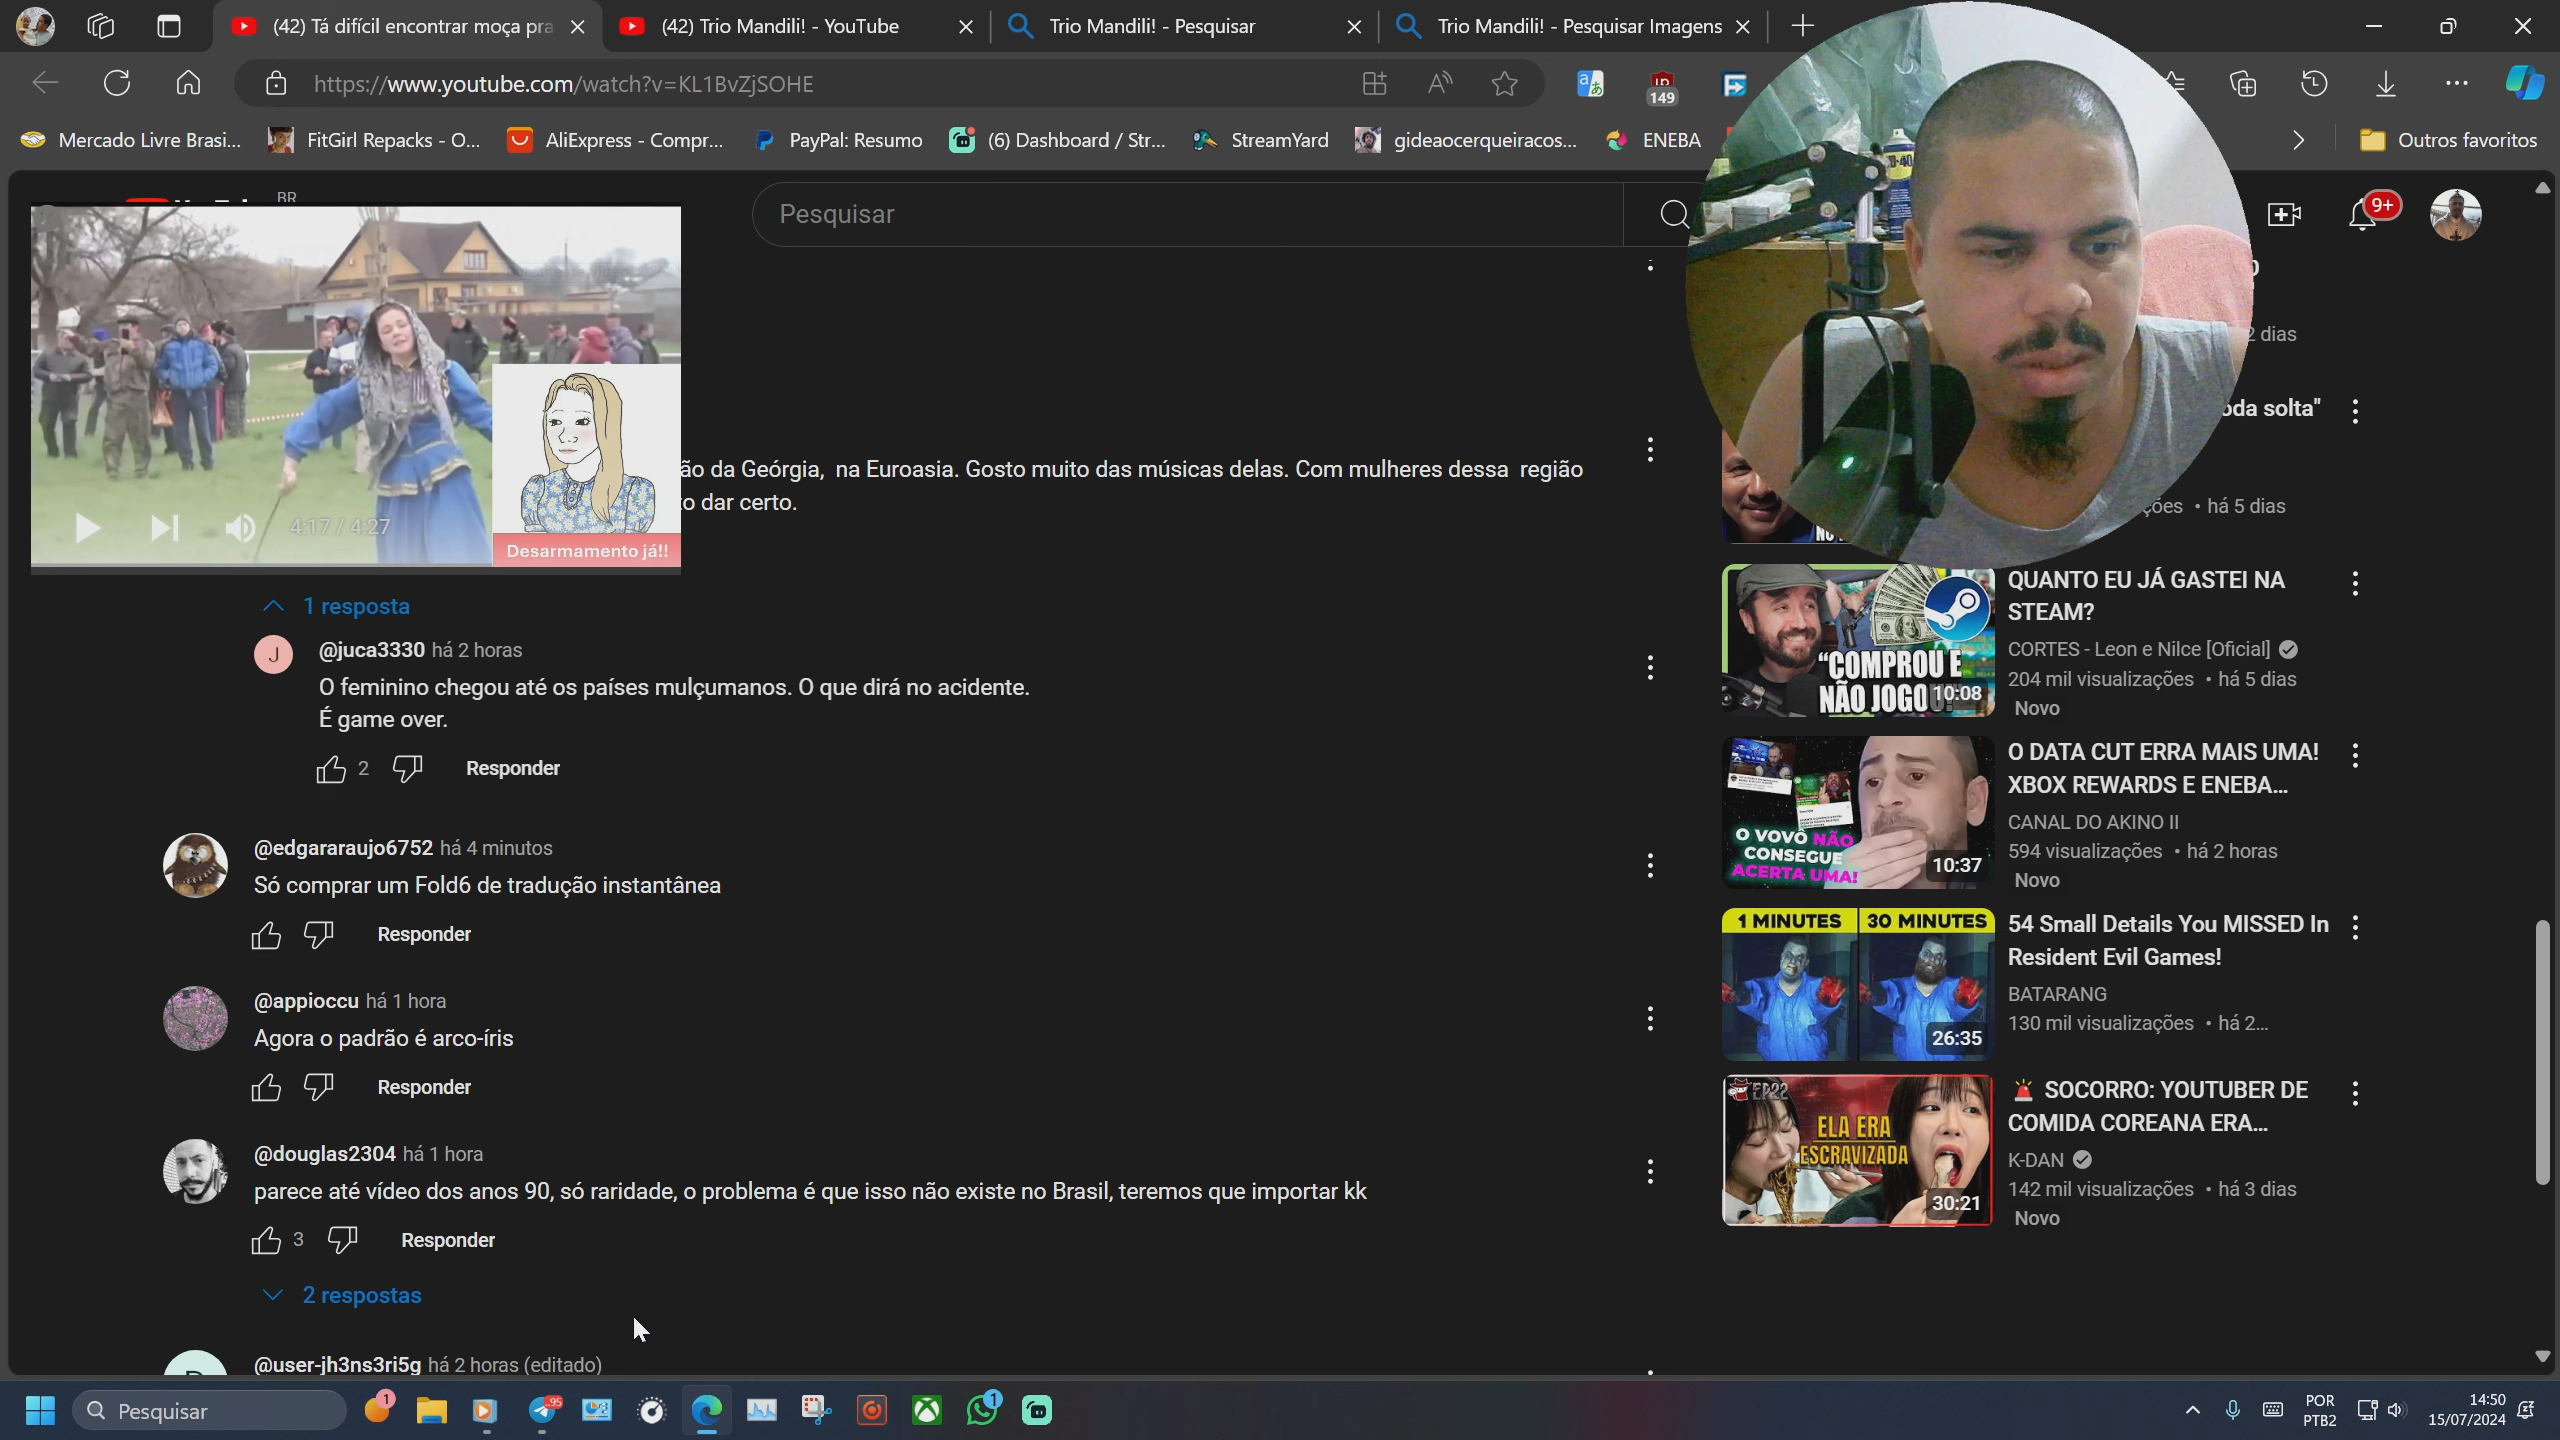 (42) Tá difícil encontrar moça pra
(42) Trio Mandili! - YouTube
Trio Mandili! - Pesquisar
Trio Mandili! - Pesquisar Imagens
https://www.youtube.com/watch?v=KL1BvZjSOHE
149
Mercado Livre Brasi...
FitGirl Repacks - O...
AliExpress - Compr...
PayPal: Resumo
(6) Dashboard / Str...
StreamYard
gideaocerqueiracos...
ENEBA
Outros favoritos
BR
Pesquisar
9+
4:17 / 4:27
Desarmamento já!!
ão da Geórgia, na Euroasia. Gosto muito das músicas delas. Com mulheres dessa região
to dar certo.
1 resposta
J
@juca3330 há 2 horas
O feminino chegou até os países mulçumanos. O que dirá no acidente.
É game over.
2
Responder
@edgararaujo6752 há 4 minutos
Só comprar um Fold6 de tradução instantânea
Responder
@appioccu há 1 hora
Agora o padrão é arco-íris
Responder
@douglas2304 há 1 hora
parece até vídeo dos anos 90, só raridade, o problema é que isso não existe no Brasil, teremos que importar kk
3
Responder
2 respostas
@user-jh3ns3ri5g há 2 horas (editado)
2 dias
oda solta"
ções • há 5 dias
QUANTO EU JÁ GASTEI NA
STEAM?
CORTES - Leon e Nilce [Oficial]
204 mil visualizações • há 5 dias
Novo
"COMPROU E
NÃO JOGOU!"
10:08
O DATA CUT ERRA MAIS UMA!
XBOX REWARDS E ENEBA...
CANAL DO AKINO II
594 visualizações • há 2 horas
Novo
O VOVÔ NÃO
CONSEGUE
ACERTA UMA!
10:37
1 MINUTES
30 MINUTES
26:35
54 Small Details You MISSED In
Resident Evil Games!
BATARANG
130 mil visualizações • há 2...
EP22
ELA ERA
ESCRAVIZADA
30:21
SOCORRO: YOUTUBER DE
COMIDA COREANA ERA...
K-DAN
142 mil visualizações • há 3 dias
Novo
Pesquisar
1
95
1
POR
PTB2
14:50
15/07/2024